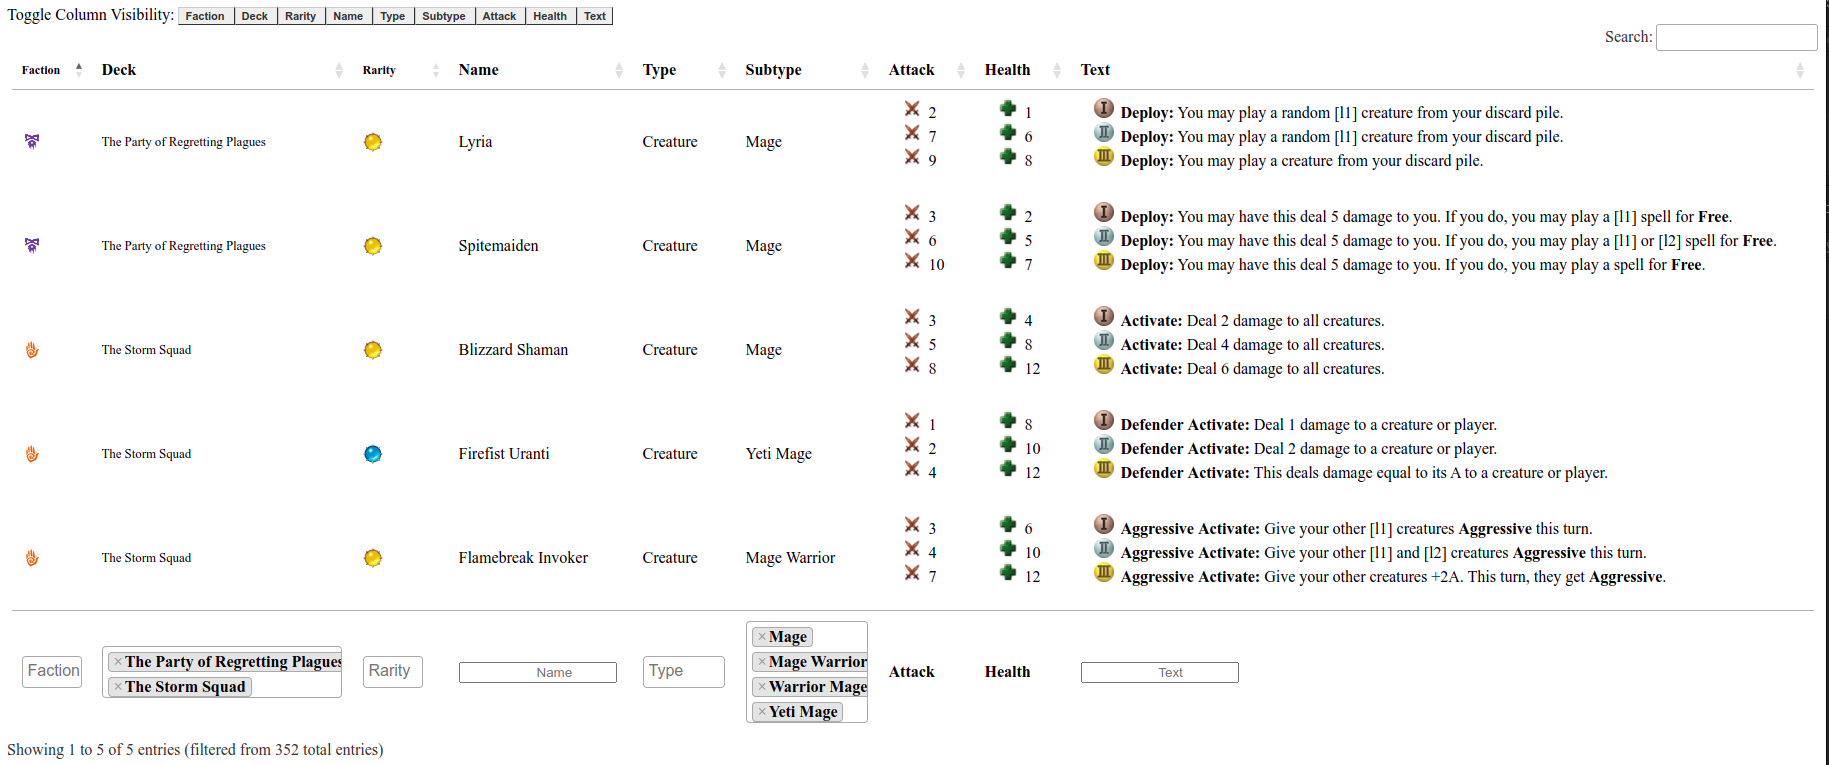 Toggle Column Visibility: Faction Deck Rarity Name Type Subtype Attack Health Text
Search:
Faction Deck Rarity Name Type Subtype Attack Health Text
The Party of Regretting Plagues Lyria Creature Mage
2 1 I Deploy: You may play a random [l1] creature from your discard pile.
7 6 II Deploy: You may play a random [l1] creature from your discard pile.
9 8 III Deploy: You may play a creature from your discard pile.
The Party of Regretting Plagues Spitemaiden Creature Mage
3 2 I Deploy: You may have this deal 5 damage to you. If you do, you may play a [l1] spell for Free.
6 5 II Deploy: You may have this deal 5 damage to you. If you do, you may play a [l1] or [l2] spell for Free.
10 7 III Deploy: You may have this deal 5 damage to you. If you do, you may play a spell for Free.
The Storm Squad Blizzard Shaman Creature Mage
3 4 I Activate: Deal 2 damage to all creatures.
5 8 II Activate: Deal 4 damage to all creatures.
8 12 III Activate: Deal 6 damage to all creatures.
The Storm Squad Firefist Uranti Creature Yeti Mage
1 8 I Defender Activate: Deal 1 damage to a creature or player.
2 10 II Defender Activate: Deal 2 damage to a creature or player.
4 12 III Defender Activate: This deals damage equal to its A to a creature or player.
The Storm Squad Flamebreak Invoker Creature Mage Warrior
3 6 I Aggressive Activate: Give your other [l1] creatures Aggressive this turn.
4 10 II Aggressive Activate: Give your other [l1] and [l2] creatures Aggressive this turn.
7 12 III Aggressive Activate: Give your other creatures +2A. This turn, they get Aggressive.
Faction
× The Party of Regretting Plagues
× The Storm Squad
Rarity
Name
Type
× Mage
× Mage Warrior
× Warrior Mage
× Yeti Mage
Attack
Health
Text
Showing 1 to 5 of 5 entries (filtered from 352 total entries)